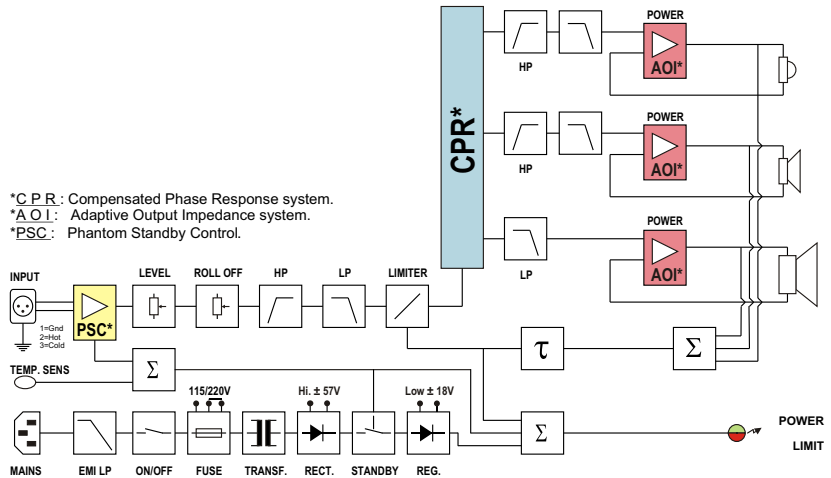 POWER
AOI*
HP
CPR*
POWER
AOI*
HP
*C P R : Compensated Phase Response system.
*A O I : Adaptive Output Impedance system.
*PSC : Phantom Standby Control.
POWER
AOI*
LP
INPUT
LEVEL
ROLL OFF
HP
LP
LIMITER
PSC*
1=Gnd
2=Hot
3=Cold
τ
Σ
TEMP. SENS
Σ
115/220V
Hi. ± 57V
Low ± 18V
Σ
POWER
LIMIT
MAINS
EMI LP
ON/OFF
FUSE
TRANSF.
RECT.
STANDBY
REG.